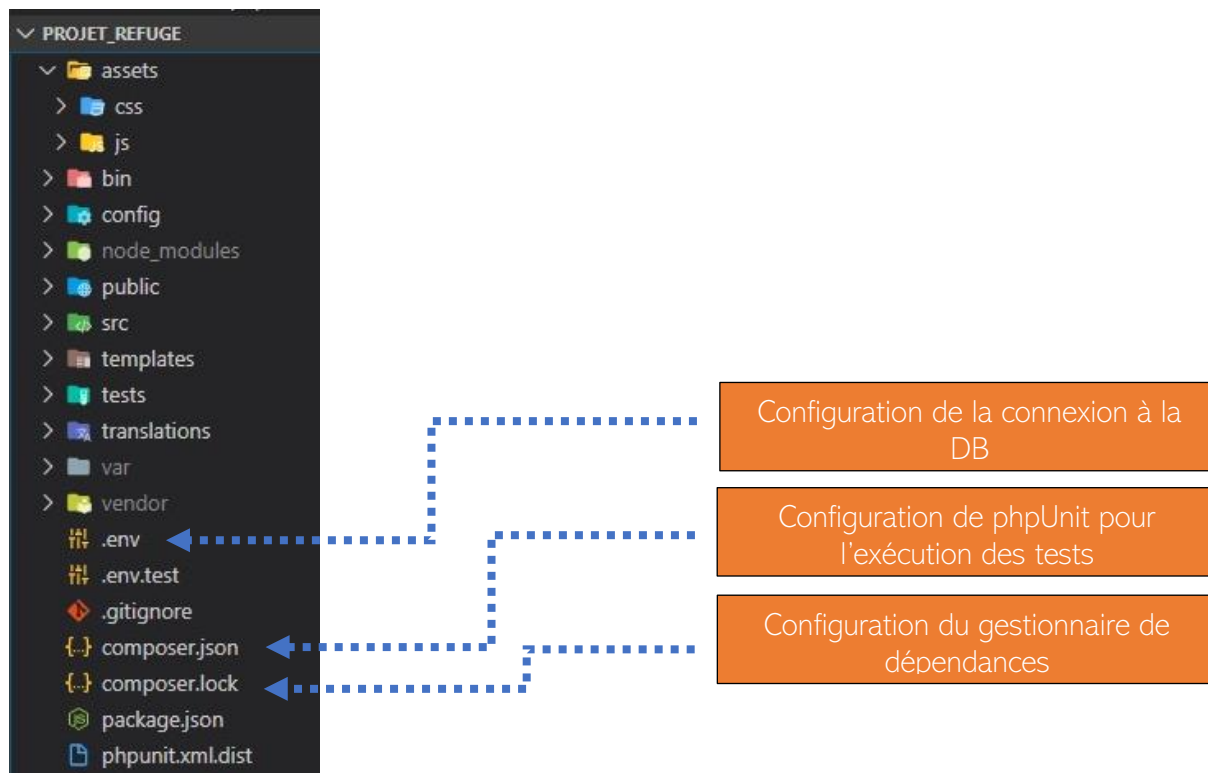 PROJET_REFUGE
assets
css
js
bin
config
node_modules
public
src
templates
tests
translations
var
vendor
.env
.env.test
.gitignore
composer.json
composer.lock
package.json
phpunit.xml.dist
Configuration de la connexion à la
DB
Configuration de phpUnit pour
l'exécution des tests
Configuration du gestionnaire de
dépendances